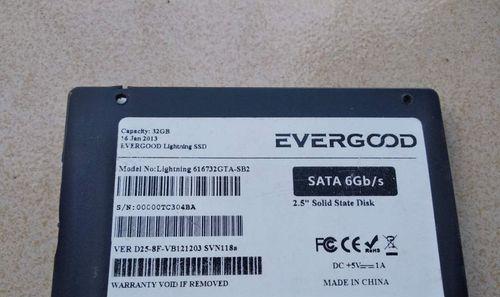 Capacity: 32GB
16 Jan 2013
EVERGOOD Lightning SSD
EVERGOOD
Model No:Lightning 616732GTA-SB2
SATA 6Gb/s
2.5" Solid State Disk
S/N:00000TC304BA
VER D25-8F-VB121203 SVN118a
FC CE RoHS
DC +5V⎓1A
WARRANTY VOID IF REMOVED
MADE IN CHINA